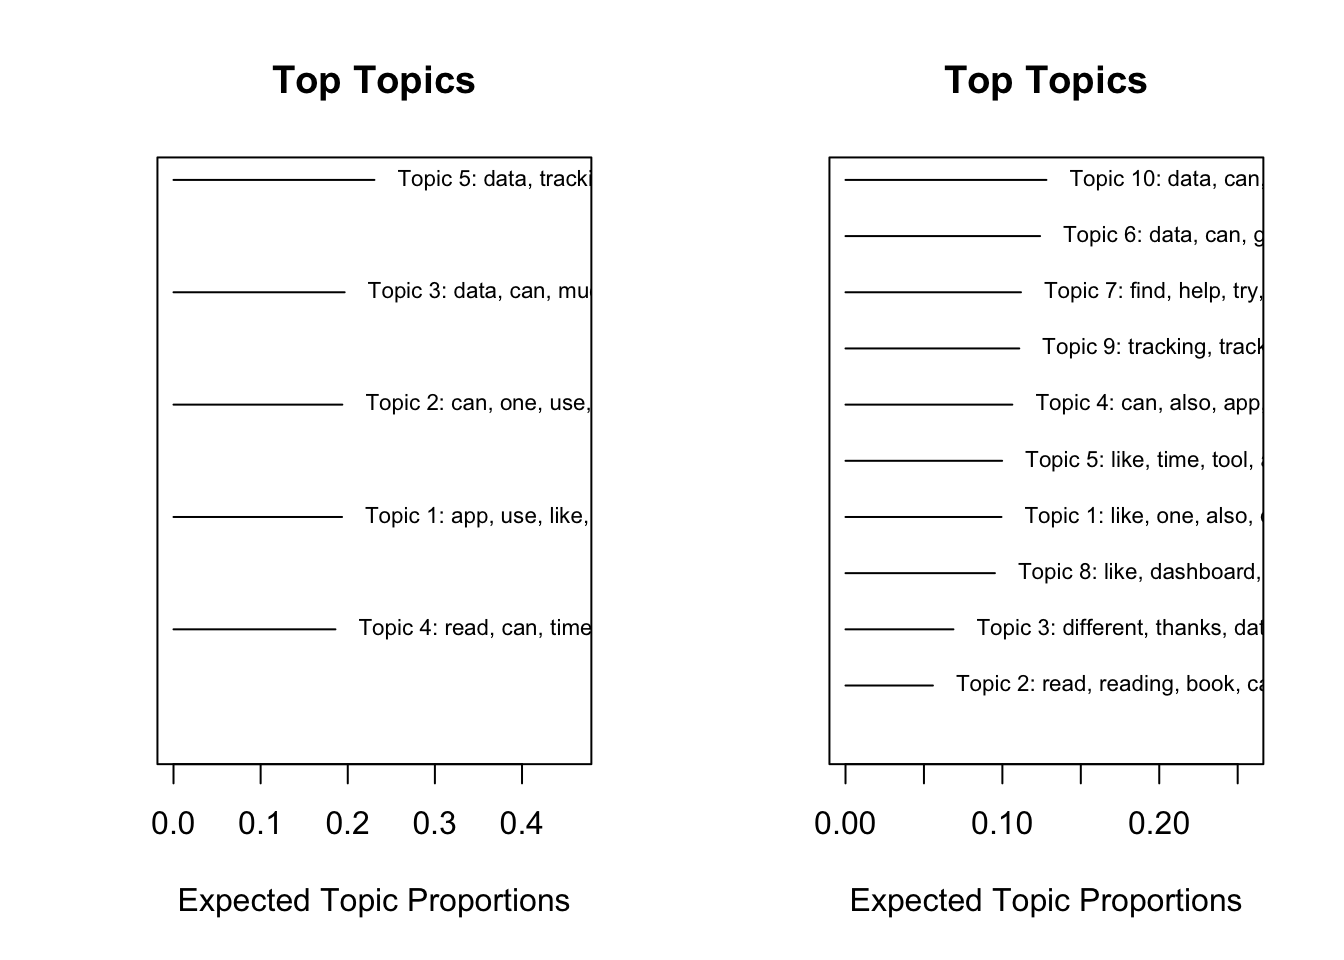 Top Topics
Topic 5: data,
Topic 3: data, can,
Topic 2: can, one, use,
Topic 1: app, use, like,
Topic 4: read, can, time
0.0 0.1 0.2 0.3 0.4
Expected Topic Proportions
Top Topics
Topic 10: data, can,
Topic 6: data, can,
Topic 7: find, help, try,
Topic 9: tracking, track
Topic 4: can, also, app,
Topic 5: like, time, tool,
Topic 1: like, one, also,
Topic 8: like, dashboard,
Topic 3: different, thanks,
Topic 2: read, reading, book,
0.00 0.10 0.20
Expected Topic Proportions